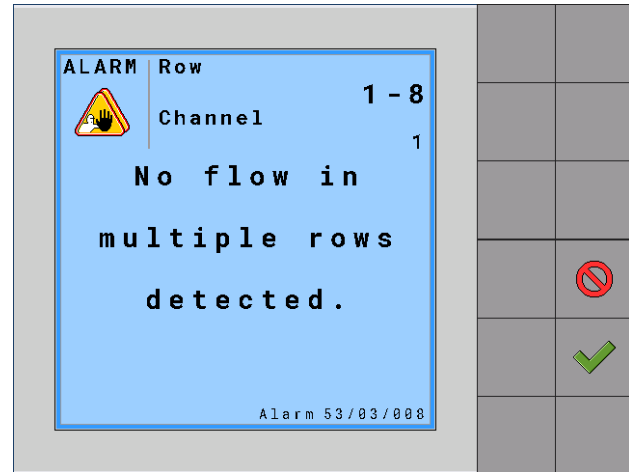 ALARM Row
1-8
Channel
1
No flow in
multiple rows
detected.
Alarm 53/03/008